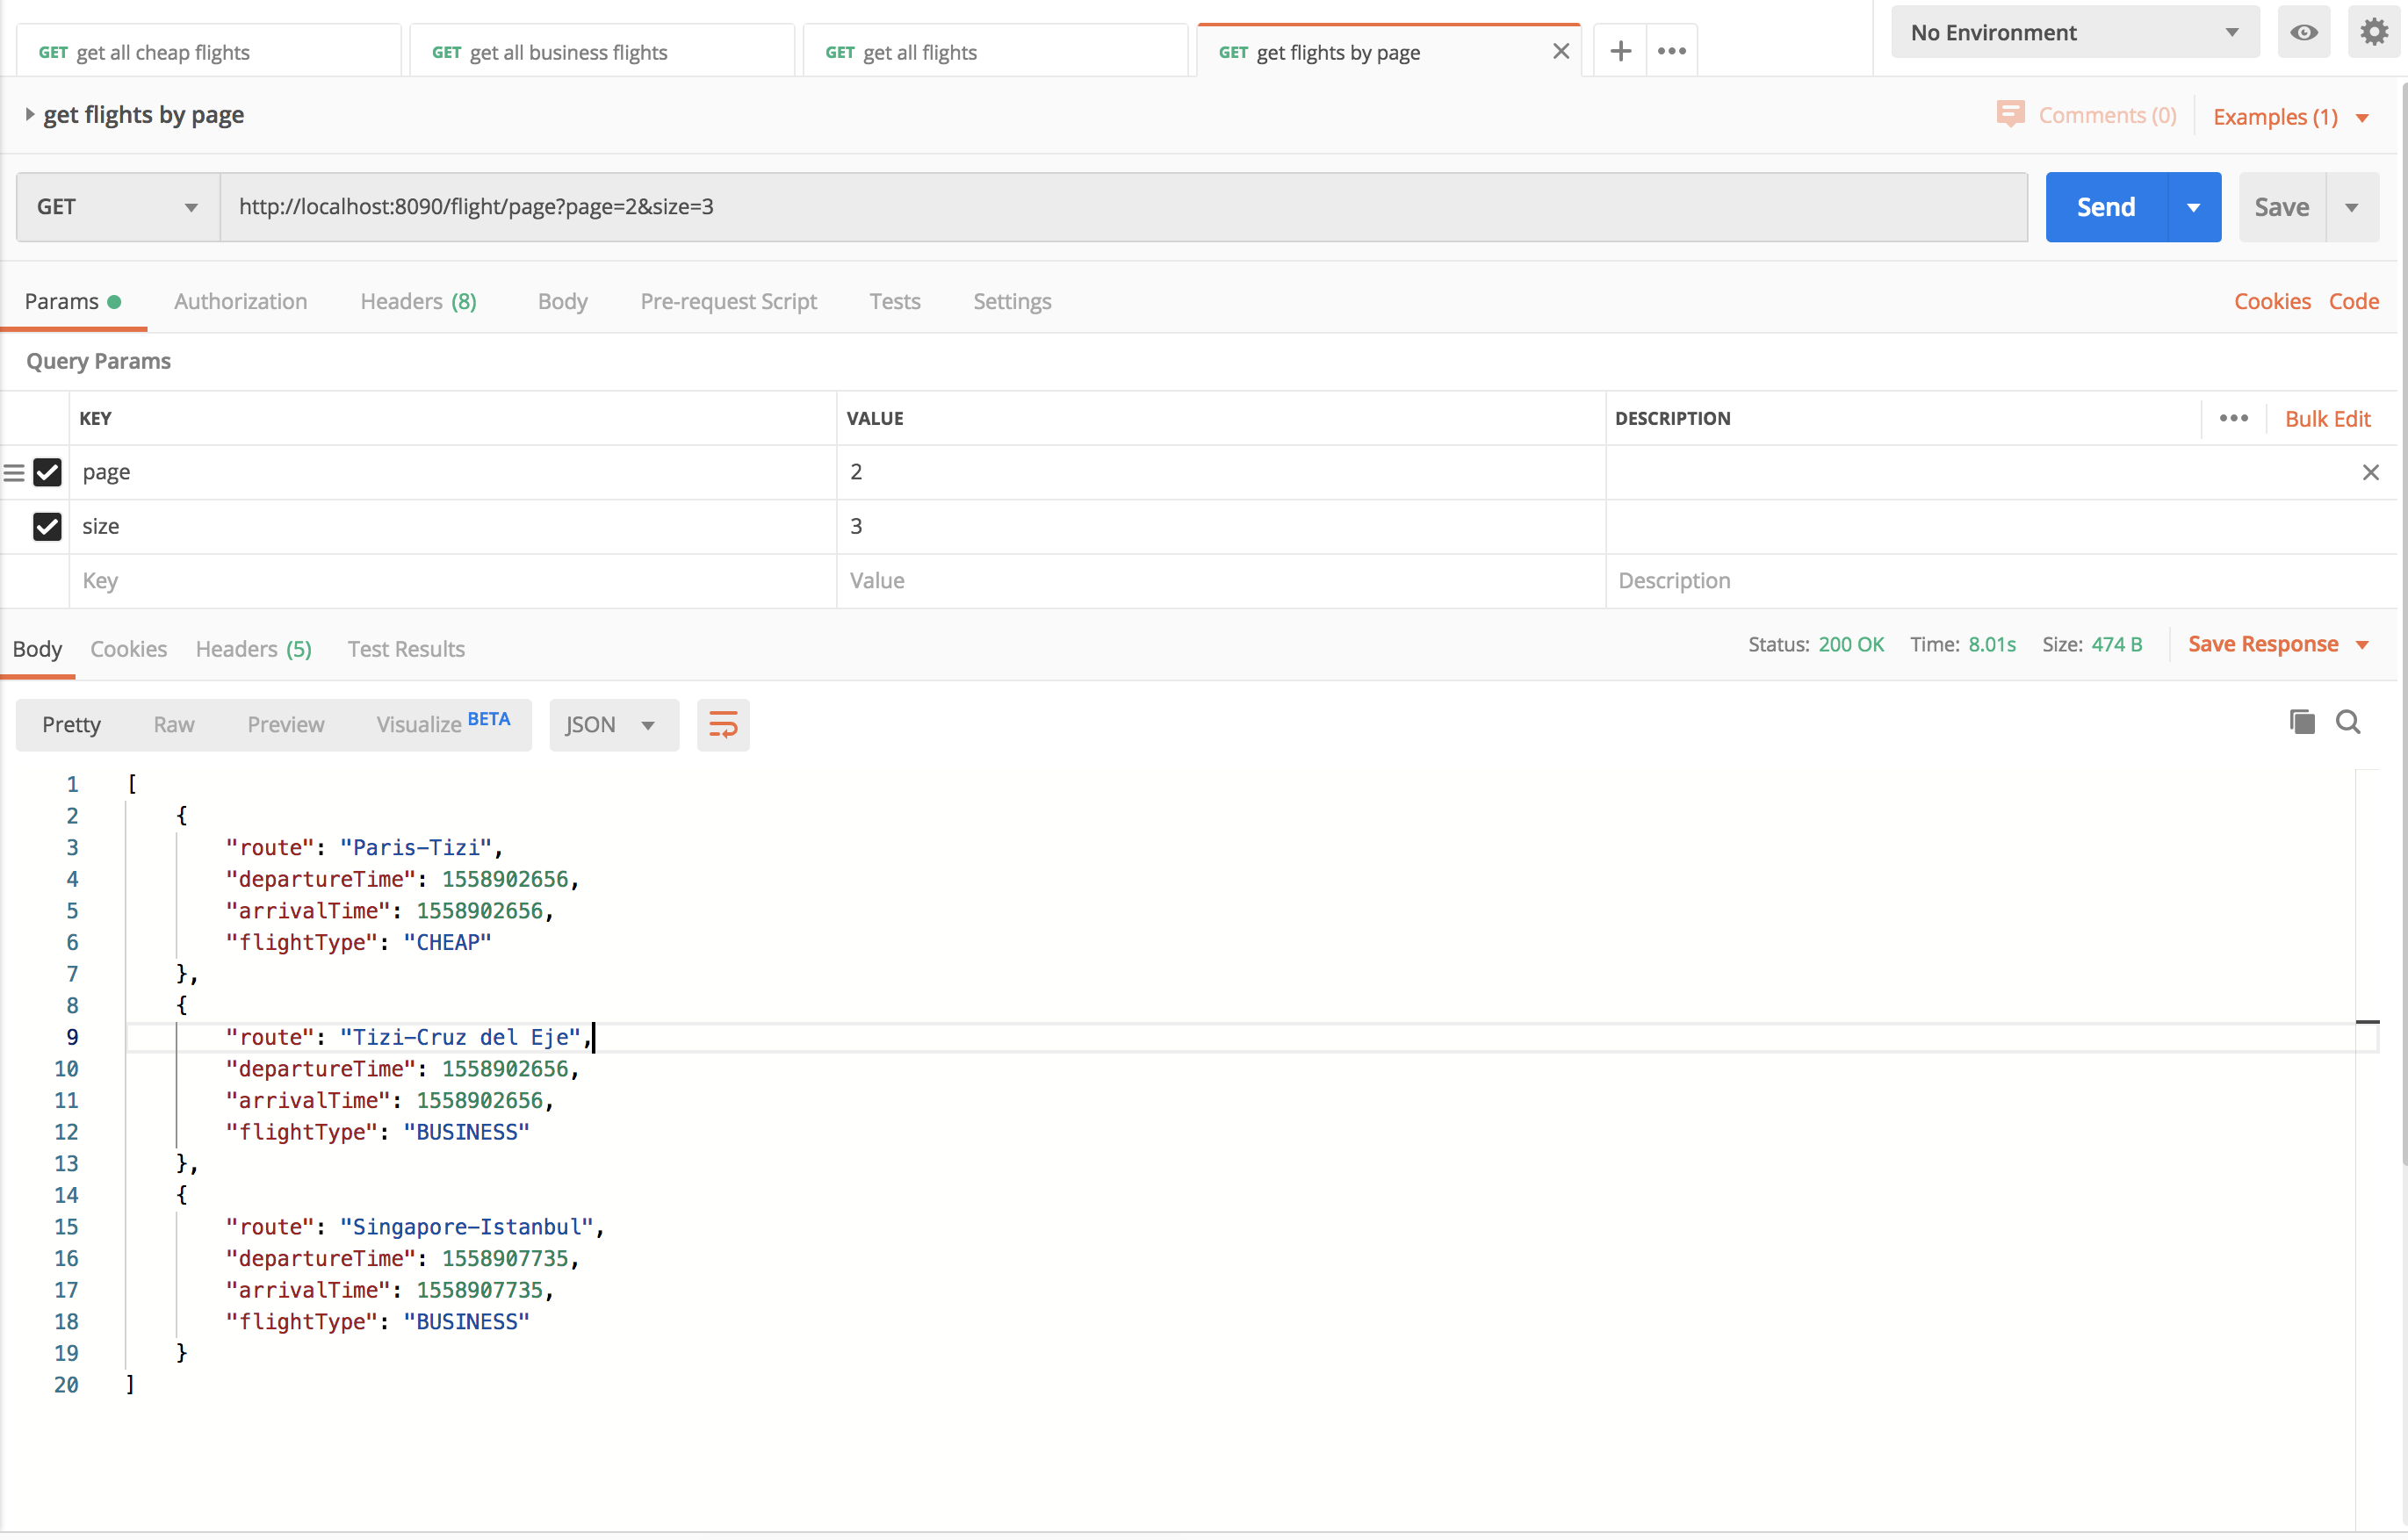 GET get all cheap flights GET get all business flights GET get all flights GET get flights by page No Environment
get flights by page Comments (0) Examples (1)
GET http://localhost:8090/flight/page?page=2&size=3 Send Save
Params Authorization Headers (8) Body Pre-request Script Tests Settings Cookies Code
Query Params
KEY VALUE DESCRIPTION Bulk Edit
page 2
size 3
Key Value Description
Body Cookies Headers (5) Test Results Status: 200 OK Time: 8.01s Size: 474 B Save Response
Pretty Raw Preview Visualize BETA JSON
1 [
2 {
3 "route": "Paris-Tizi",
4 "departureTime": 1558902656,
5 "arrivalTime": 1558902656,
6 "flightType": "CHEAP"
7 },
8 {
9 "route": "Tizi-Cruz del Eje",
10 "departureTime": 1558902656,
11 "arrivalTime": 1558902656,
12 "flightType": "BUSINESS"
13 },
14 {
15 "route": "Singapore-Istanbul",
16 "departureTime": 1558907735,
17 "arrivalTime": 1558907735,
18 "flightType": "BUSINESS"
19 }
20 ]